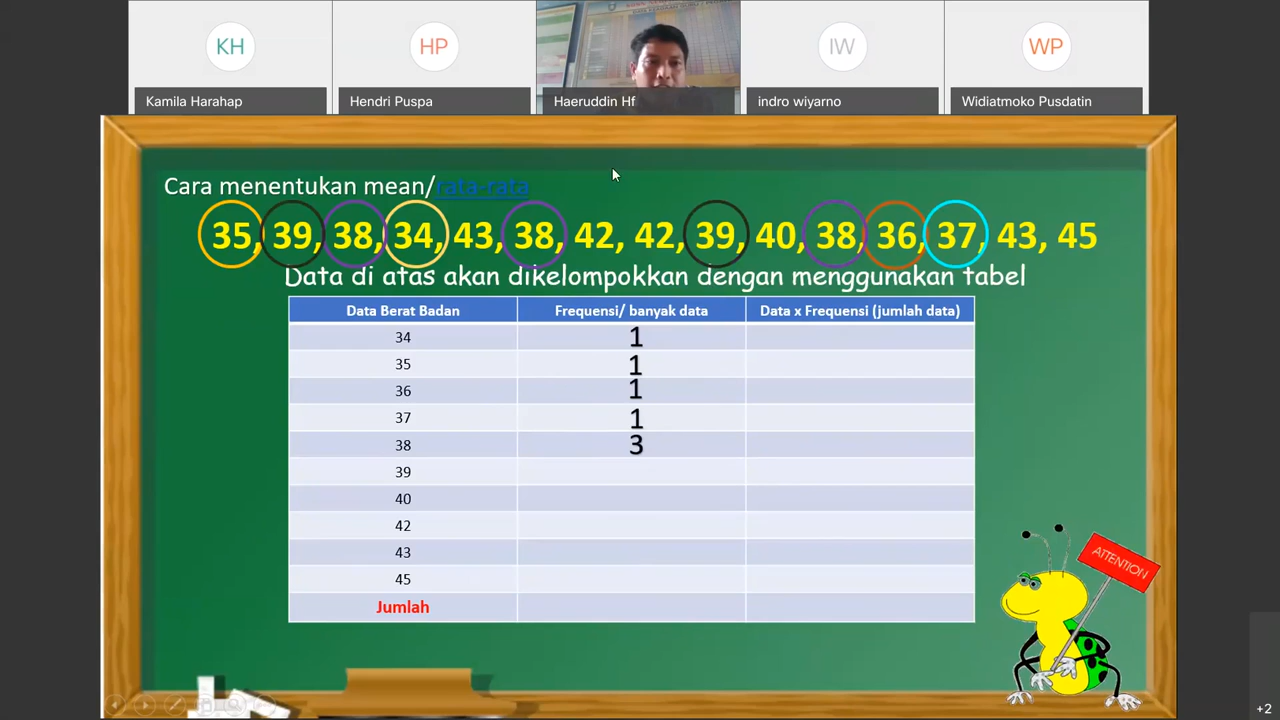 KH
HP
IW
WP
Kamila Harahap
Hendri Puspa
Haeruddin Hf
indro wiyarno
Widiatmoko Pusdatin
Cara menentukan mean/rata-rata
35, 39, 38, 34, 43, 38, 42, 42, 39, 40, 38, 36, 37, 43, 45
Data di atas akan dikelompokkan dengan menggunakan tabel
Data Berat Badan Frekuensi/ banyak data Data x Frekuensi (jumlah data)
34 1
35 1
36 1
37 1
38 3
39
40
42
43
45
Jumlah
ATTENTION
+2